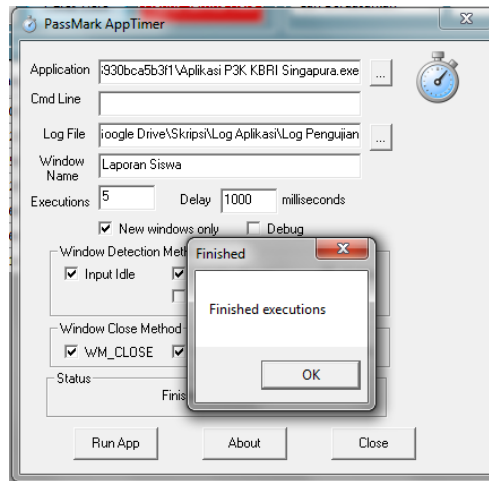 PassMark AppTimer
Application 5930bca5b3f1\Aplikasi P3K KBRI Singapura.exe ...
Cmd Line
Log File ioogle Drive\Skripsi\Log Aplikasi\Log Pengujian ...
Window Name Laporan Siswa
Executions 5 Delay 1000 milliseconds
New windows only Debug
Window Detection Meth
Finished
Input Idle
Finished executions
Window Close Method
WM_CLOSE
OK
Status
Finis
Run App About Close